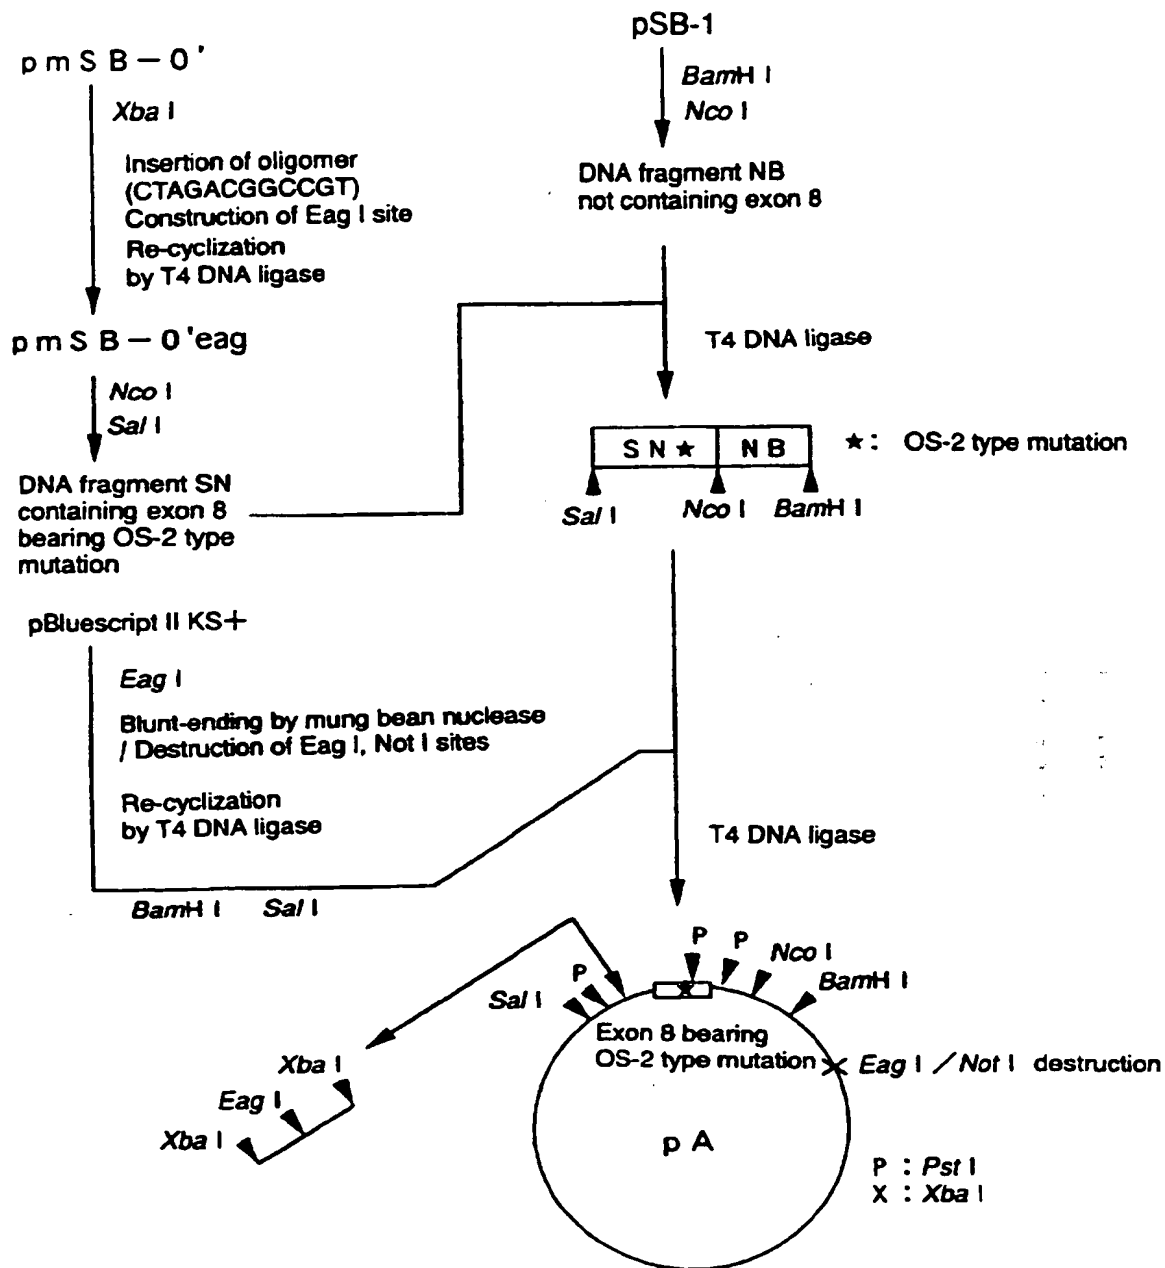 pmSB-0'
Xba I
Insertion of oligomer
(CTAGACGGCCGT)
Construction of Eag I site
Re-cyclization
by T4 DNA ligase
pmSB-0'eag
Nco I
Sal I
DNA fragment SN
containing exon 8
bearing OS-2 type
mutation
pSB-1
BamH I
Nco I
DNA fragment NB
not containing exon 8
T4 DNA ligase
SN★ NB
★: OS-2 type mutation
Sal I Nco I BamH I
pBluescript II KS+
Eag I
Blunt-ending by mung bean nuclease
/ Destruction of Eag I, Not I sites
Re-cyclization
by T4 DNA ligase
BamH I Sal I
T4 DNA ligase
P P Nco I
P BamH I
Sal I
★
Exon 8 bearing
OS-2 type mutation
X Eag I / Not I destruction
Xba I
Eag I
Xba I
pA
P : Pst I
X : Xba I